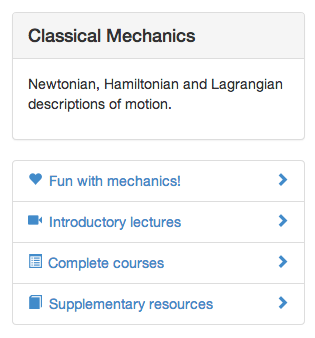 Classical Mechanics
Newtonian, Hamiltonian and Lagrangian
descriptions of motion.
Fun with mechanics!
Introductory lectures
Complete courses
Supplementary resources